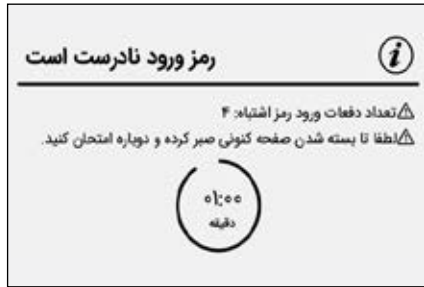 رمز ورود نادرست است
تعداد دفعات ورود رمز اشتباه: ۴
لطفا تا بسته شدن صفحه کنونی صبر کرده و دوباره امتحان کنید.
۰۱:۰۰
دقیقه